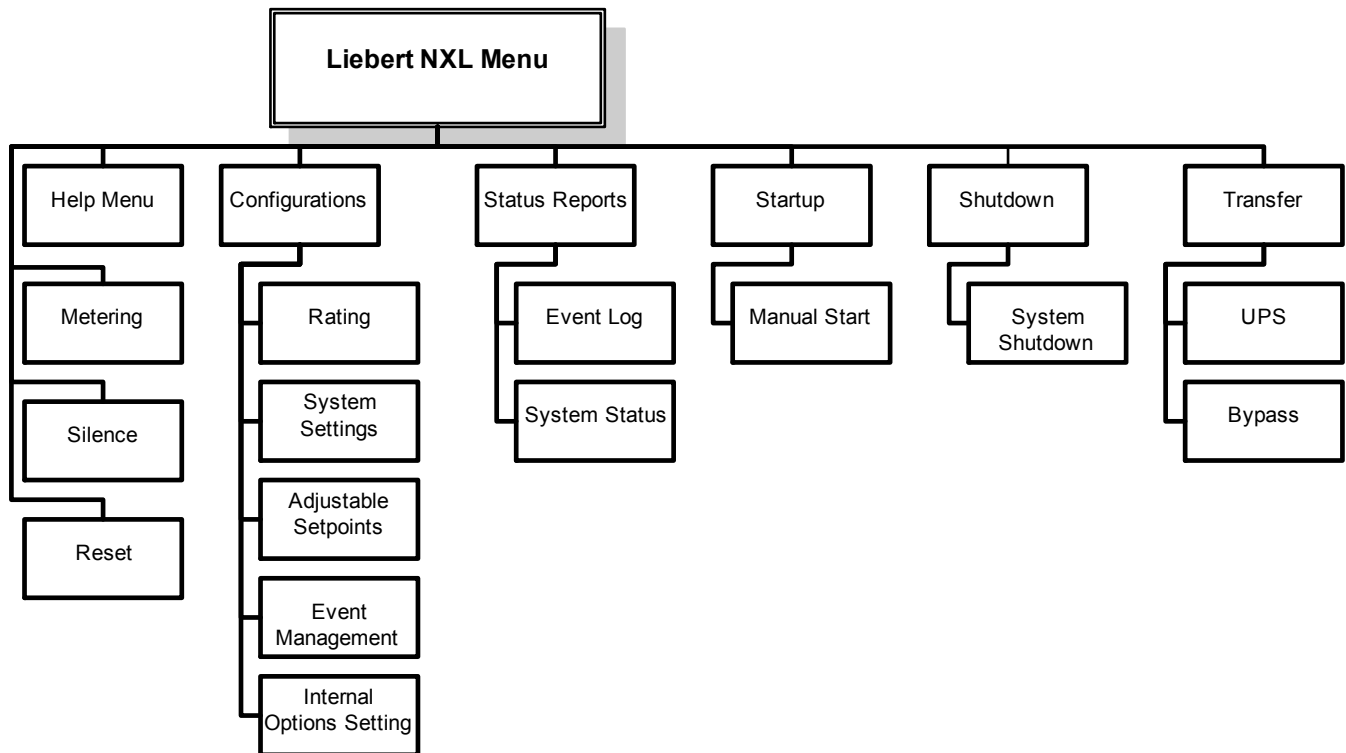 Liebert NXL Menu
Help Menu
Configurations
Status Reports
Startup
Shutdown
Transfer
Metering
Rating
Event Log
Manual Start
System
Shutdown
UPS
Silence
System
Settings
System Status
Bypass
Reset
Adjustable
Setpoints
Event
Management
Internal
Options Setting